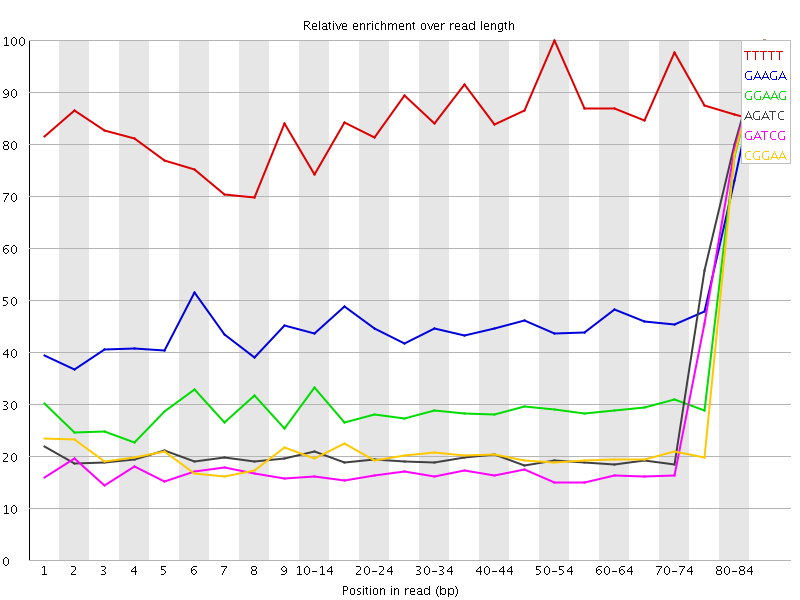 Relative enrichment over read length
100
90
80
70
60
50
40
30
20
10
0
TTTTT
GAAGA
GGAAG
AGATC
GATCG
CGGAA
1 2 3 4 5 6 7 8 9 10-14 20-24 30-34 40-44 50-54 60-64 70-74 80-84
Position in read (bp)